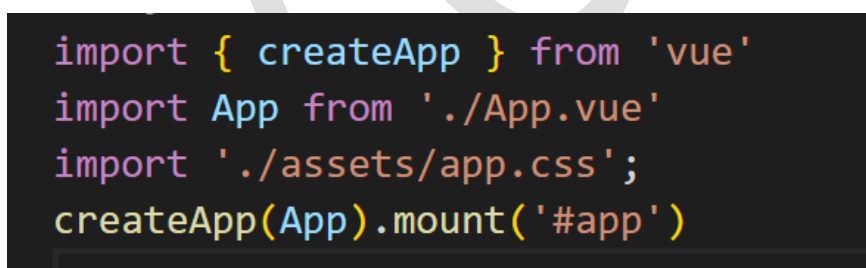 import { createApp } from 'vue'
import App from './App.vue'
import './assets/app.css';
createApp(App).mount('#app')